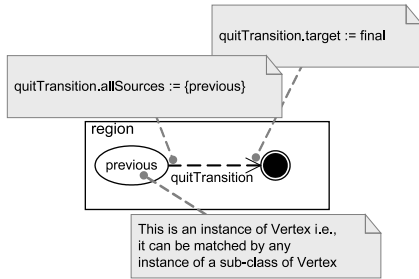 quitTransition.target := final
quitTransition.allSources := {previous}
region
previous
quitTransition
This is an instance of Vertex i.e.,
it can be matched by any
instance of a sub-class of Vertex